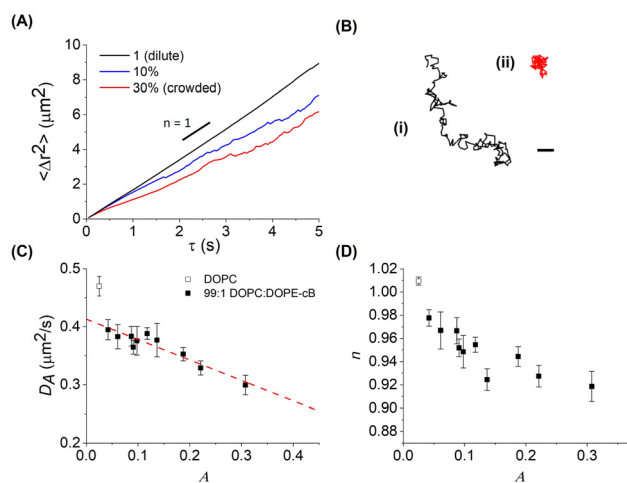 (A)
<Δr²> (μm²)
10
8
6
4
2
0
1 (dilute)
10%
30% (crowded)
n = 1
0 1 2 3 4 5
τ (s)
(B)
(i)
(ii)
(C)
D_A (μm²/s)
0.5
0.4
0.3
0.2
DOPC
99:1 DOPC:DOPE-cB
0.0 0.1 0.2 0.3 0.4
A
(D)
n
1.02
1.00
0.98
0.96
0.94
0.92
0.90
0.88
0.0 0.1 0.2 0.3
A